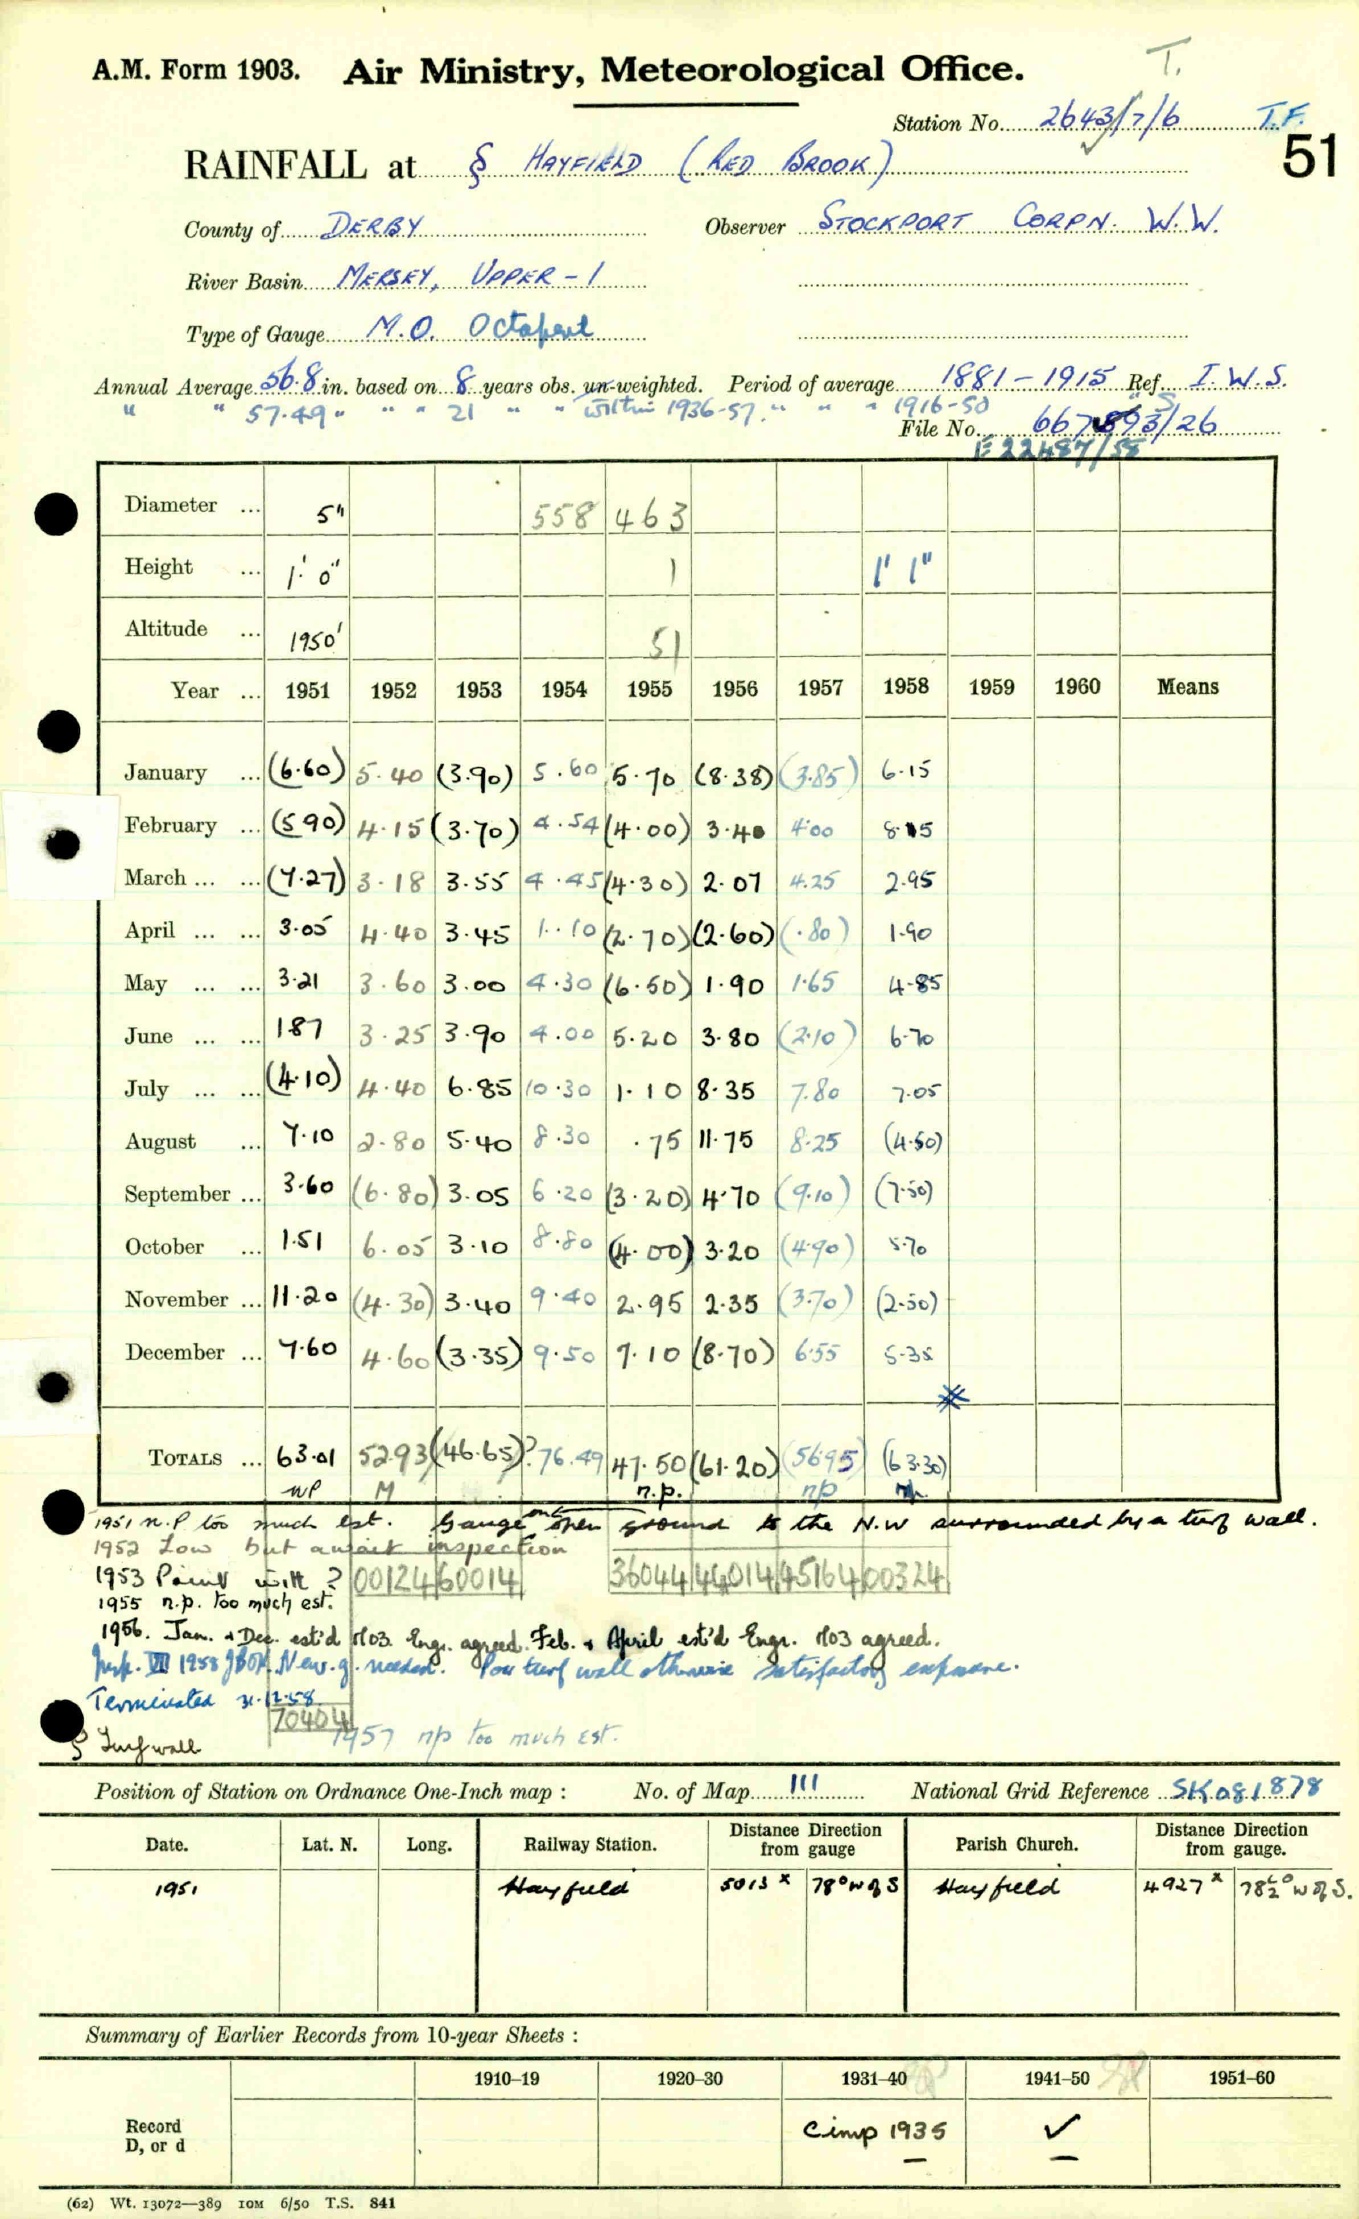 T.
A.M. Form 1903. Air Ministry, Meteorological Office.
Station No. 2643/7/6 T.F.
51
RAINFALL at § HAYFIELD (RED BROOK)
County of DERBY Observer STOCKPORT CORPN. W.W.
River Basin MERSEY, UPPER - 1
Type of Gauge M.O. Octapent
Annual Average 56.8 in. based on 8 years obs. un-weighted. Period of average 1881-1915 Ref. I.W.S.
" " 57.49 " " " 21 " " within 1936-57. " " " 1916-50 " S
File No. 667893/26
E 22487/58
Diameter ... 5" 558 463
Height ... 1' 0" 1 1' 1"
Altitude ... 1950' 51
Year ... 1951 1952 1953 1954 1955 1956 1957 1958 1959 1960 Means
January ... (6.60) 5.40 (3.90) 5.60 5.70 (8.38) (3.85) 6.15
February ... (5.90) 4.15 (3.70) 4.54 (4.00) 3.40 4.00 8.15
March ... ... (7.27) 3.18 3.55 4.45 (4.30) 2.07 4.25 2.95
April ... ... 3.05 4.40 3.45 1.10 (2.70) (2.60) (.80) 1.90
May ... ... 3.21 3.60 3.00 4.30 (6.50) 1.90 1.65 4.85
June ... ... 1.87 3.25 3.90 4.00 5.20 3.80 (2.10) 6.70
July ... ... (4.10) 4.40 6.85 10.30 1.10 8.35 7.80 7.05
August ... 7.10 2.80 5.40 8.30 .75 11.75 8.25 (4.50)
September ... 3.60 (6.80) 3.05 6.20 (3.20) 4.70 (9.10) (7.50)
October ... 1.51 6.05 3.10 8.80 (4.00) 3.20 (4.90) 5.70
November ... 11.20 (4.30) 3.40 9.40 2.95 2.35 (3.70) (2.50)
December ... 7.60 4.60 (3.35) 9.50 7.10 (8.70) 6.55 5.35
TOTALS ... 63.01 52.93 (46.65)? 76.49 47.50 (61.20) (56.95) (63.30)
np M n.p. np n.p.
1951 n.P too much est. Gauge on open ground to the N.W surrounded by a turf wall.
1952 Low but await inspection
1953 Point with ? 00124 60014 36044 44014 45164 00324
1955 n.p. too much est.
1956. Jan. & Dec. est'd M03. Engr. agreed. Feb. & April est'd Engr. M03 agreed.
Insp. VII 1958 New. g. needed. Poor turf wall otherwise satisfactory exposure.
Terminated 31.12.58.
70404
1957 np too much est.
§ Turf wall
Position of Station on Ordnance One-Inch map : No. of Map 111 National Grid Reference SK 081878
Date. Lat. N. Long. Railway Station. Distance from gauge Direction Parish Church. Distance from gauge. Direction
1951 Hayfield 5013 x 78° W of S Hayfield 4927 x 78½° W of S.
Summary of Earlier Records from 10-year Sheets :
1910–19 1920–30 1931–40 1941–50 1951–60
Record D, or d Cimp 1935 ✓
(62) Wt. 13072—389 10M 6/50 T.S. 841